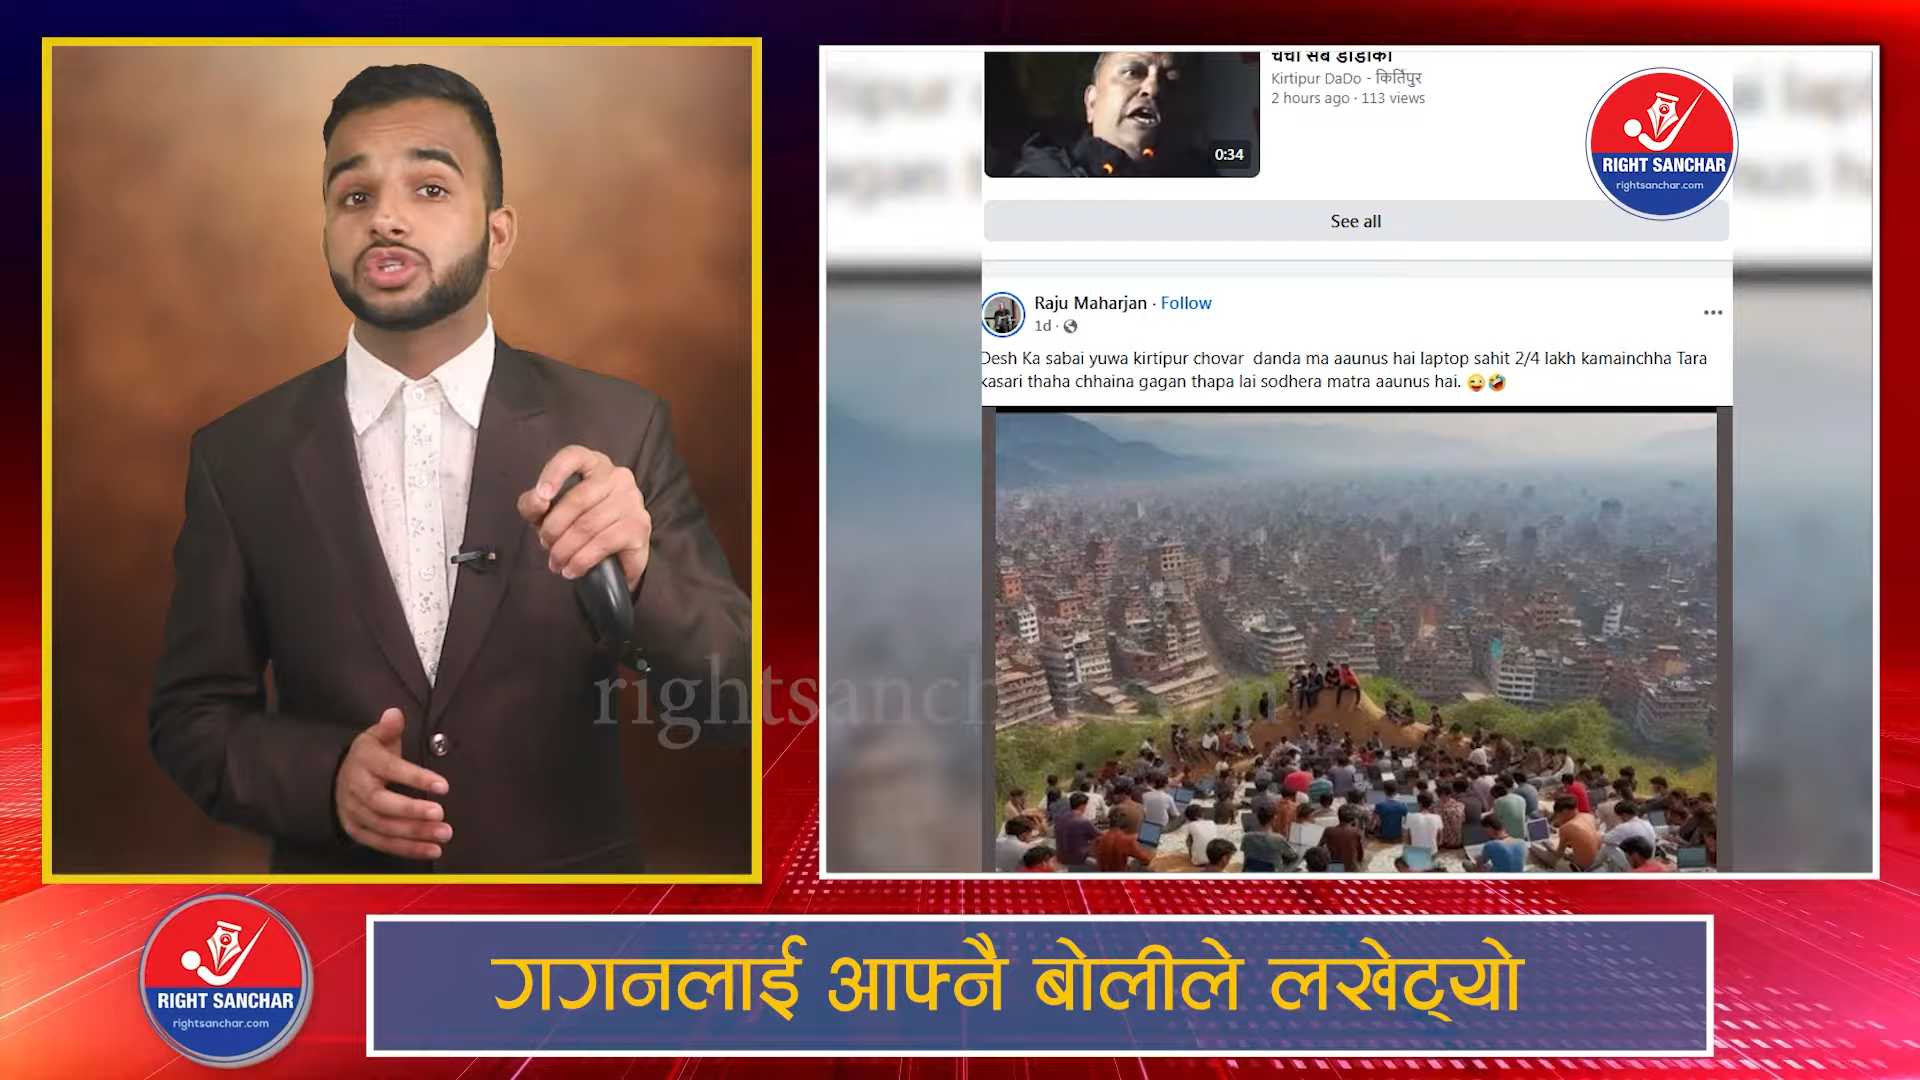 Kirtipur DaDo - किर्तिपुर
2 hours ago · 113 views
0:34
See all
RIGHT SANCHAR
rightsanchar.com
Raju Maharjan · Follow
1d ·
Desh Ka sabai yuwa kirtipur chovar danda ma aaunus hai laptop sahit 2/4 lakh kamainchha Tara
kasari thaha chhaina gagan thapa lai sodhera matra aaunus hai. 😜🤣
rightsanchar.com
RIGHT SANCHAR
rightsanchar.com
गगनलाई आफ्नै बोलीले लखेट्यो